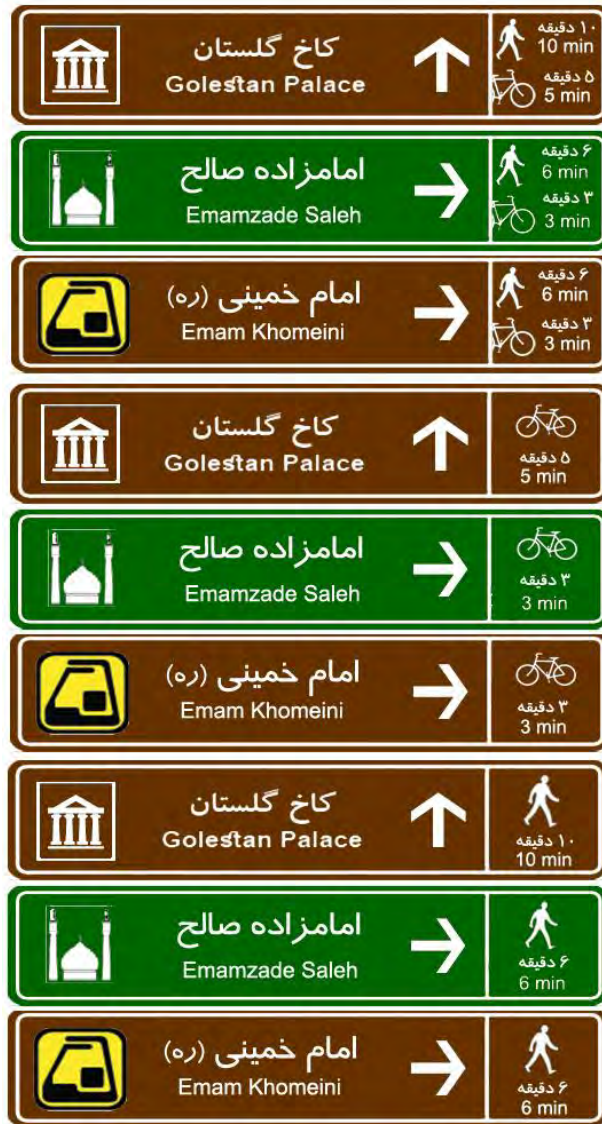 کاخ گلستان
Golestan Palace
۱۰ دقیقه
10 min
۵ دقیقه
5 min
امامزاده صالح
Emamzade Saleh
۶ دقیقه
6 min
۳ دقیقه
3 min
امام خمینی (ره)
Emam Khomeini
۶ دقیقه
6 min
۳ دقیقه
3 min
کاخ گلستان
Golestan Palace
۵ دقیقه
5 min
امامزاده صالح
Emamzade Saleh
۳ دقیقه
3 min
امام خمینی (ره)
Emam Khomeini
۳ دقیقه
3 min
کاخ گلستان
Golestan Palace
۱۰ دقیقه
10 min
امامزاده صالح
Emamzade Saleh
۶ دقیقه
6 min
امام خمینی (ره)
Emam Khomeini
۶ دقیقه
6 min